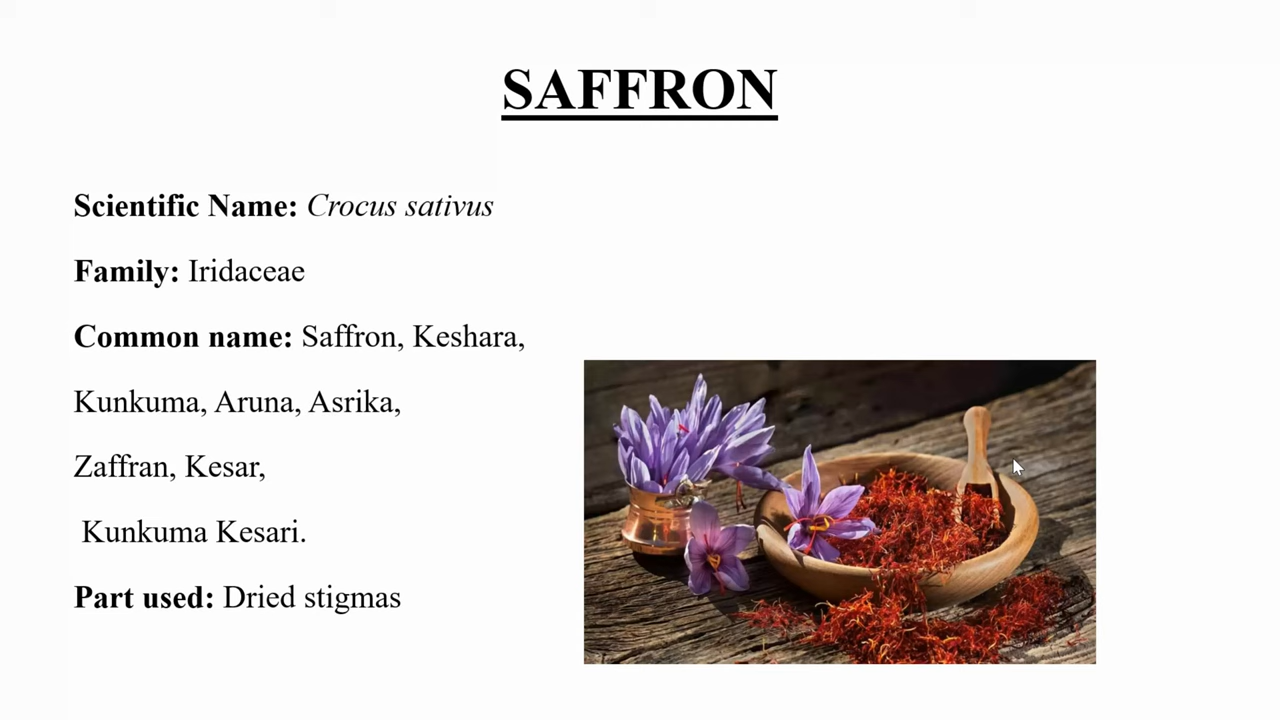 SAFFRON
Scientific Name: Crocus sativus
Family: Iridaceae
Common name: Saffron, Keshara,
Kunkuma, Aruna, Asrika,
Zaffran, Kesar,
Kunkuma Kesari.
Part used: Dried stigmas